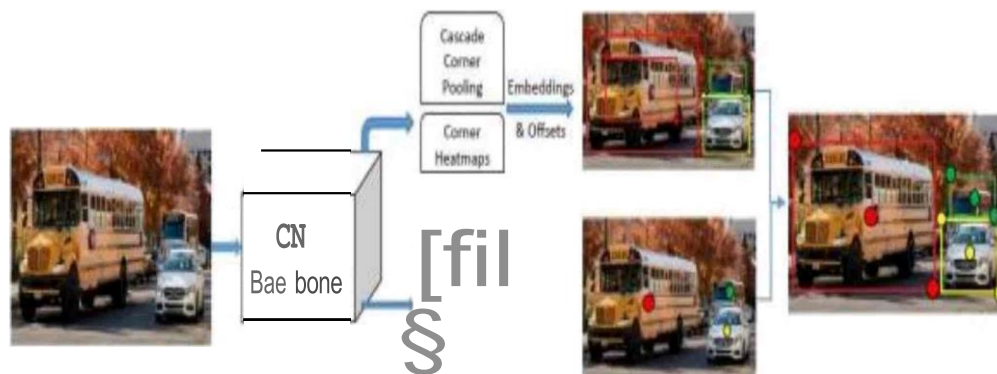 Cascade
Corner
Pooling
Corner
Heatmaps
Embeddings
& Offsets
CN
Bae bone
[fil
§